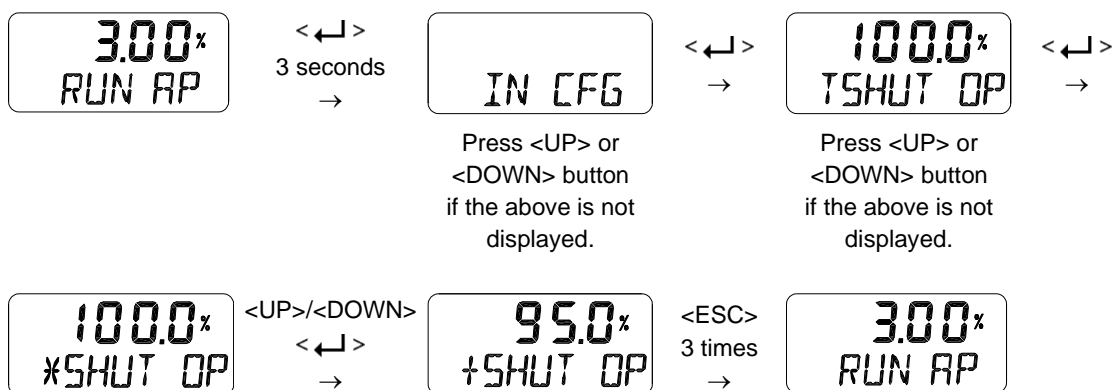 3.00%
RUN AP
< ↵ >
3 seconds
→
IN CFG
Press <UP> or
<DOWN> button
if the above is not
displayed.
< ↵ >
→
100.0%
TSHUT OP
Press <UP> or
<DOWN> button
if the above is not
displayed.
< ↵ >
→
100.0%
*SHUT OP
<UP>/<DOWN>
< ↵ >
→
95.0%
+SHUT OP
<ESC>
3 times
→
3.00%
RUN AP